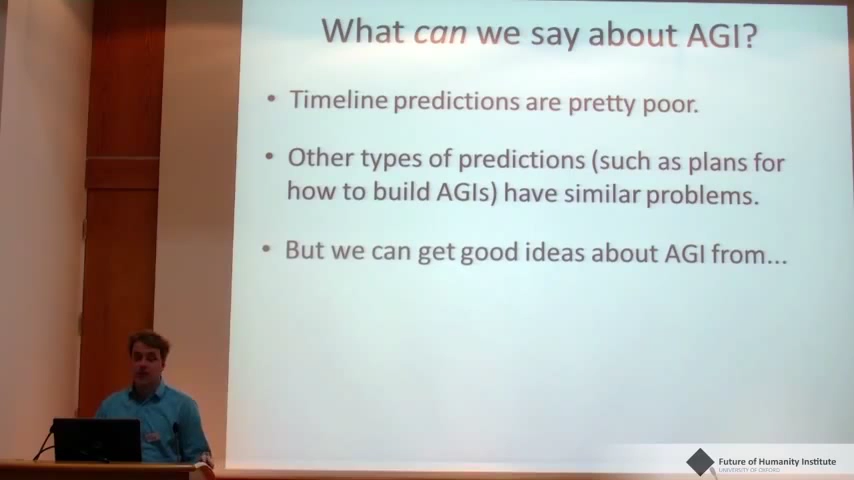 What can we say about AGI?
• Timeline predictions are pretty poor.
• Other types of predictions (such as plans for
how to build AGIs) have similar problems.
• But we can get good ideas about AGI from...
Future of Humanity Institute
UNIVERSITY OF OXFORD